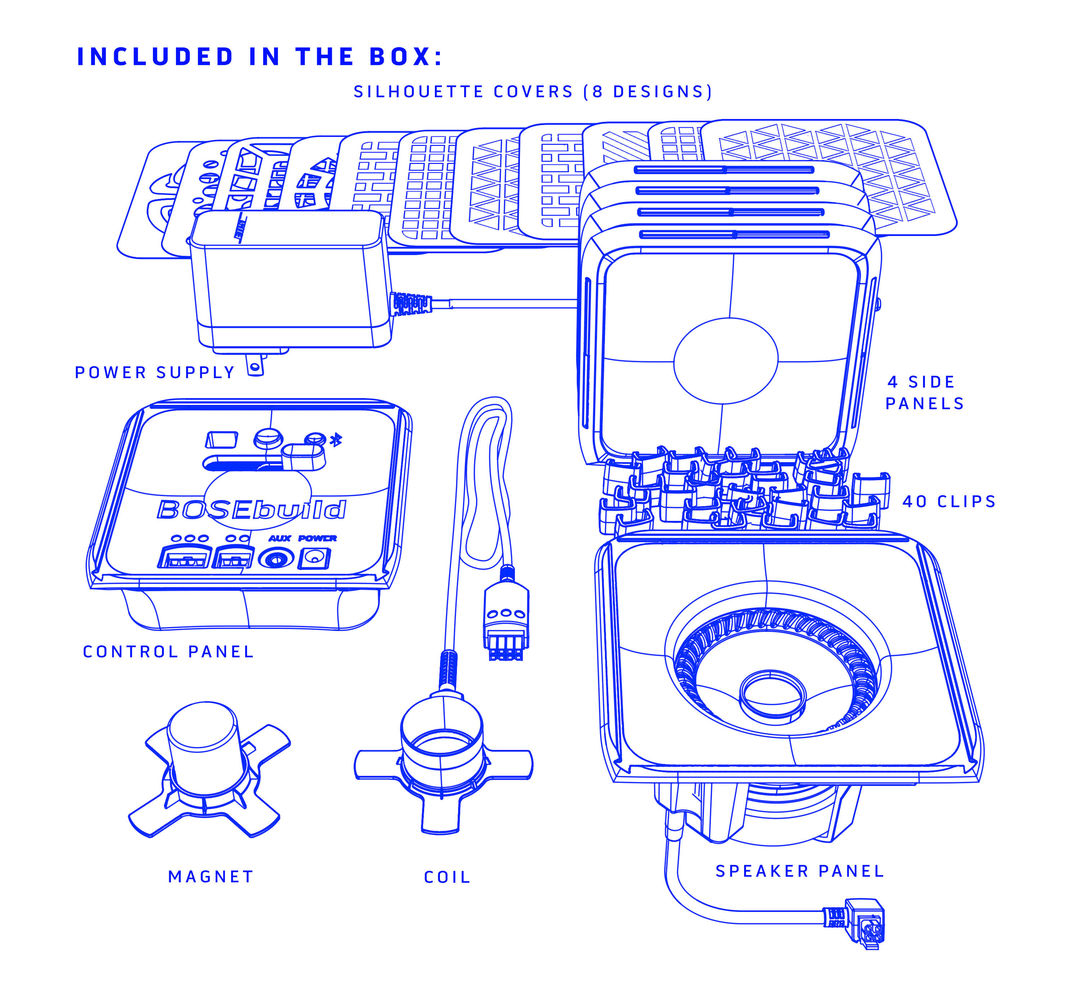 INCLUDED IN THE BOX:
SILHOUETTE COVERS (8 DESIGNS)
POWER SUPPLY
4 SIDE
PANELS
40 CLIPS
BOSEbuild
AUX POWER
CONTROL PANEL
MAGNET
COIL
SPEAKER PANEL